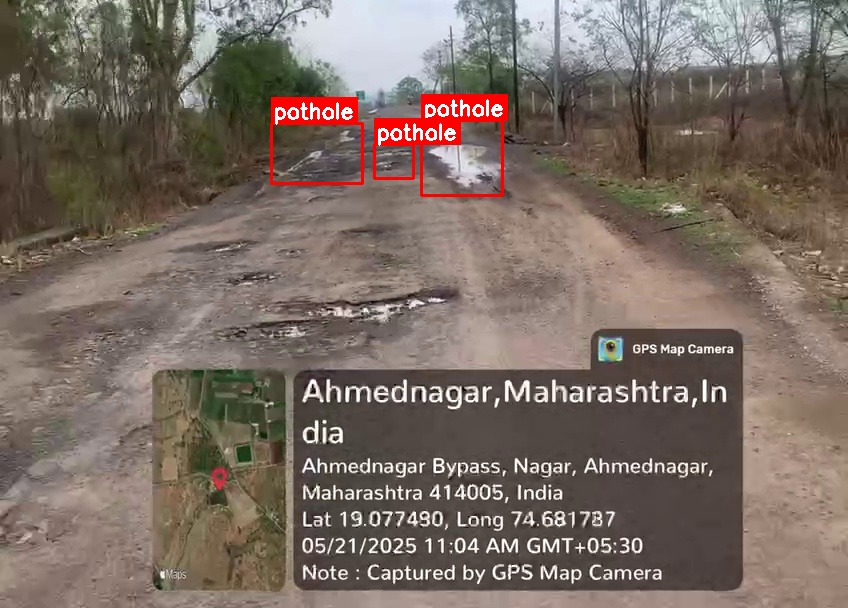 pothole
pothole
pothole
GPS Map Camera
Ahmednagar,Maharashtra,In
dia
Ahmednagar Bypass, Nagar, Ahmednagar,
Maharashtra 414005, India
Lat 19.077480, Long 74.681787
05/21/2025 11:04 AM GMT+05:30
Note : Captured by GPS Map Camera
Maps